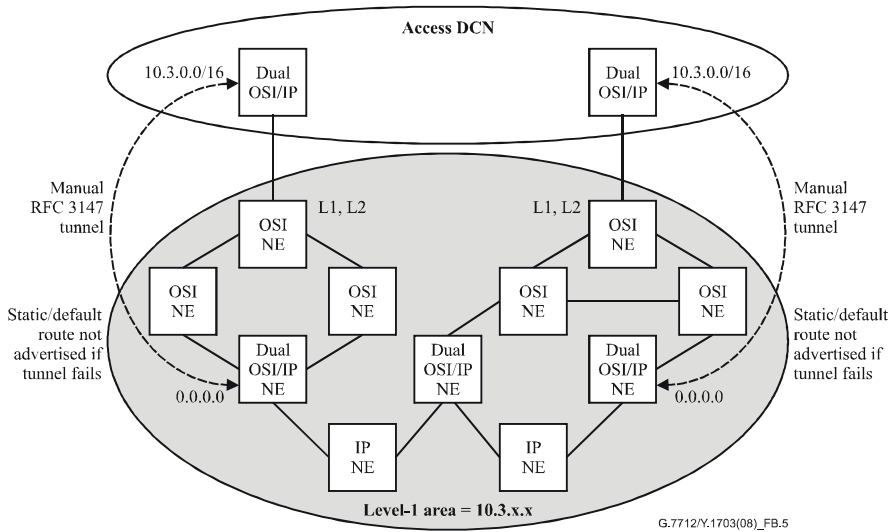 Access DCN
10.3.0.0/16
Dual
OSI/IP
Dual
OSI/IP
10.3.0.0/16
Manual
RFC 3147
tunnel
L1, L2
OSI
NE
L1, L2
OSI
NE
Manual
RFC 3147
tunnel
OSI
NE
OSI
NE
OSI
NE
OSI
NE
Static/default
route not
advertised if
tunnel fails
Dual
OSI/IP
NE
Dual
OSI/IP
NE
Dual
OSI/IP
NE
Static/default
route not
advertised if
tunnel fails
0.0.0.0
0.0.0.0
IP
NE
IP
NE
Level-1 area = 10.3.x.x
G.7712/Y.1703(08)_FB.5